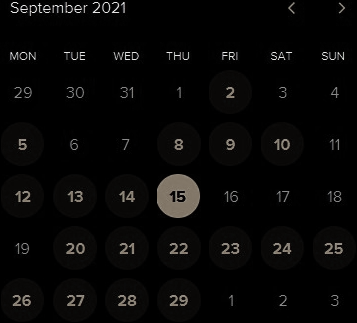 September 2021
MON TUE WED THU FRI SAT SUN
29 30 31 1 2 3 4
5 6 7 8 9 10 11
12 13 14 15 16 17 18
19 20 21 22 23 24 25
26 27 28 29 1 2 3